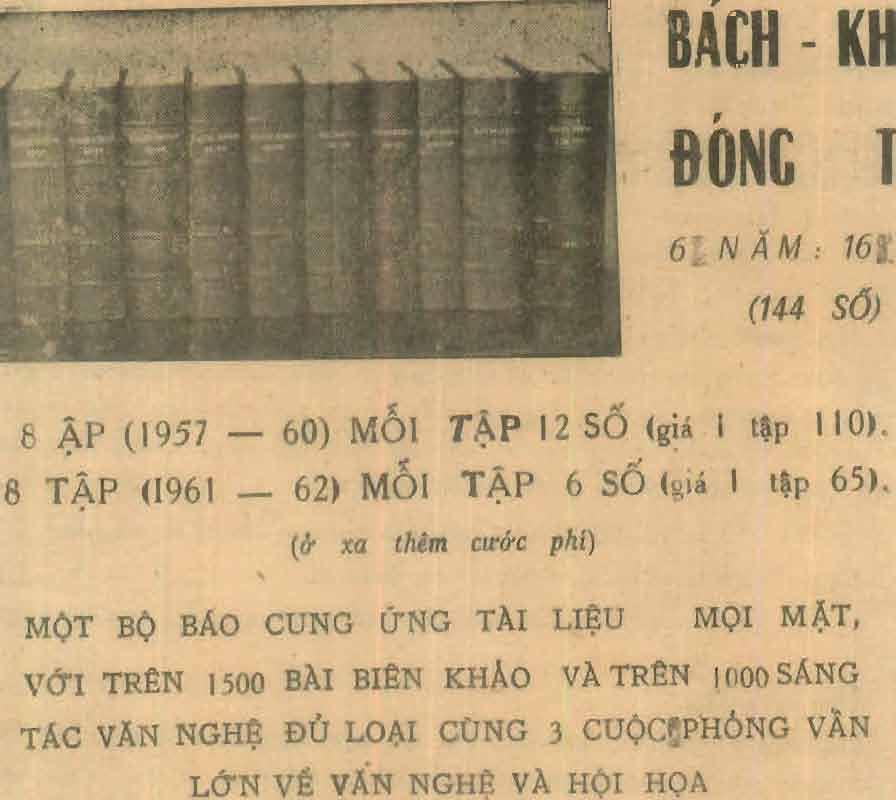 BÁCH - KH
ĐÓNG T
6 NĂM: 16
(144 SỐ)
8 ẬP (1957 — 60) MỖI TẬP 12 SỐ (giá 1 tập 110).
8 TẬP (1961 — 62) MỖI TẬP 6 SỐ (giá 1 tập 65).
(ở xa thêm cước phí)
MỘT BỘ BÁO CUNG ỨNG TÀI LIỆU MỌI MẶT,
VỚI TRÊN 1500 BÀI BIÊN KHẢO VÀ TRÊN 1000 SÁNG
TÁC VĂN NGHỆ ĐỦ LOẠI CÙNG 3 CUỘC PHỎNG VẤN
LỚN VỀ VĂN NGHỆ VÀ HỘI HỌA